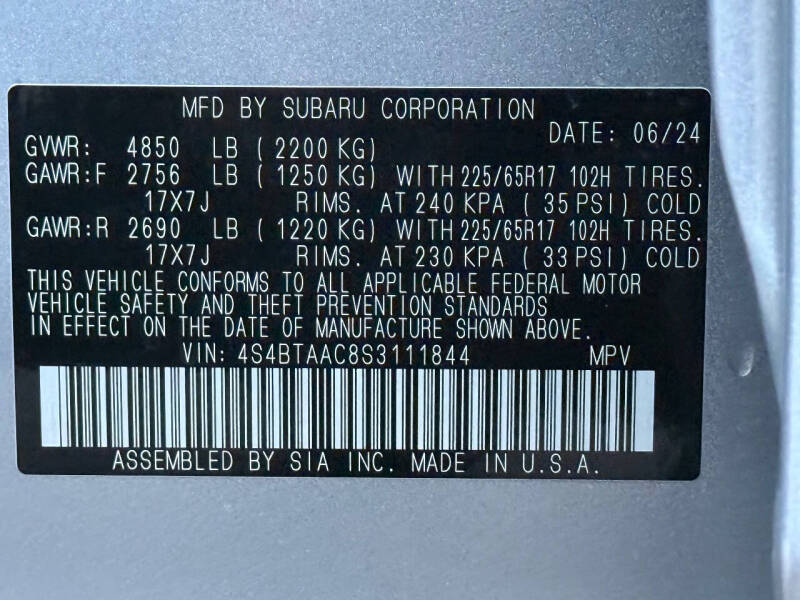 MFD BY SUBARU CORPORATION
DATE: 06/24
GVWR: 4850 LB ( 2200 KG)
GAWR:F 2756 LB ( 1250 KG) WITH 225/65R17 102H TIRES.
17X7J RIMS. AT 240 KPA ( 35 PSI) COLD
GAWR:R 2690 LB ( 1220 KG) WITH 225/65R17 102H TIRES.
17X7J RIMS. AT 230 KPA ( 33 PSI) COLD
THIS VEHICLE CONFORMS TO ALL APPLICABLE FEDERAL MOTOR
VEHICLE SAFETY AND THEFT PREVENTION STANDARDS
IN EFFECT ON THE DATE OF MANUFACTURE SHOWN ABOVE.
VIN: 4S4BTAAC8S3111844 MPV
ASSEMBLED BY SIA INC. MADE IN U.S.A.